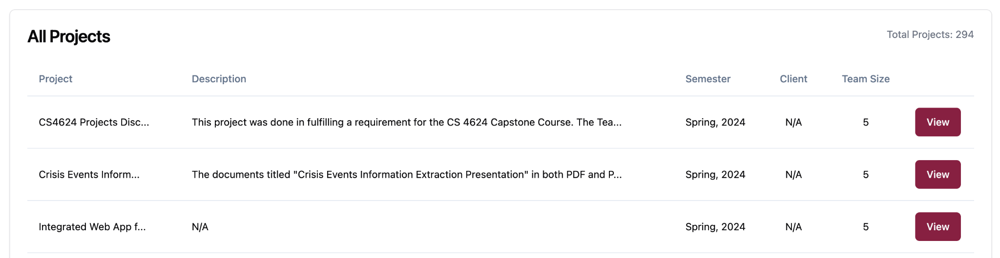 All Projects
Total Projects: 294
Project Description Semester Client Team Size
CS4624 Projects Disc... This project was done in fulfilling a requirement for the CS 4624 Capstone Course. The Tea... Spring, 2024 N/A 5 View
Crisis Events Inform... The documents titled "Crisis Events Information Extraction Presentation" in both PDF and P... Spring, 2024 N/A 5 View
Integrated Web App f... N/A Spring, 2024 N/A 5 View